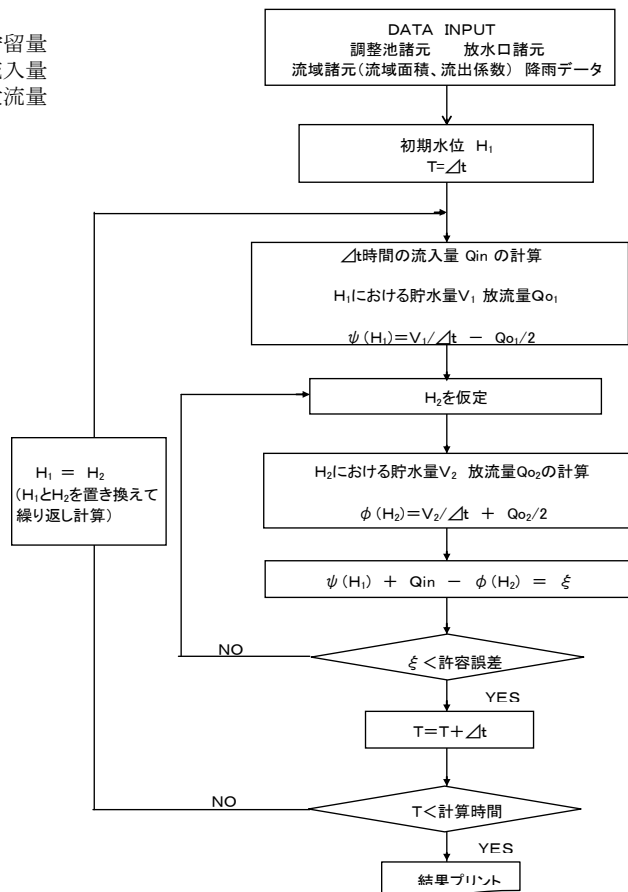 留量
入量
流量
DATA INPUT
調整池諸元 放水口諸元
流域諸元(流域面積、流出係数) 降雨データ
初期水位 H₁
T=⊿t
⊿t時間の流入量 Qin の計算
H₁における貯水量V₁ 放流量Qo₁
ψ(H₁)=V₁/⊿t - Qo₁/2
H₂を仮定
H₁ = H₂
(H₁とH₂を置き換えて
繰り返し計算)
H₂における貯水量V₂ 放流量Qo₂の計算
φ(H₂)=V₂/⊿t + Qo₂/2
ψ(H₁) + Qin - φ(H₂) = ξ
NO
ξ<許容誤差
YES
T=T+⊿t
NO
T<計算時間
YES
結果プリント